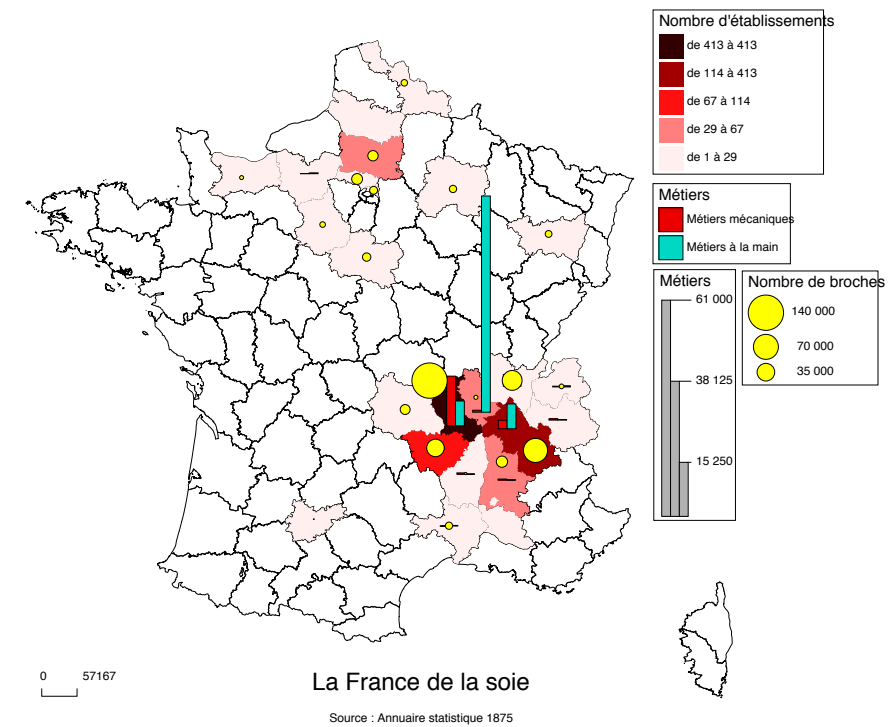 Nombre d'établissements
de 413 à 413
de 114 à 413
de 67 à 114
de 29 à 67
de 1 à 29
Métiers
Métiers mécaniques
Métiers à la main
Métiers
61 000
38 125
15 250
Nombre de broches
140 000
70 000
35 000
0 57167
La France de la soie
Source : Annuaire statistique 1875